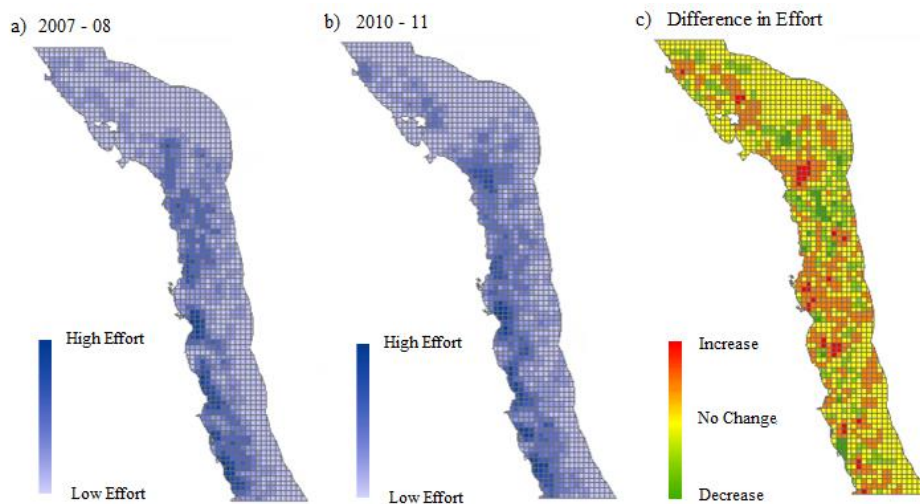 a) 2007 - 08
b) 2010 - 11
c) Difference in Effort
High Effort
Low Effort
High Effort
Low Effort
Increase
No Change
Decrease